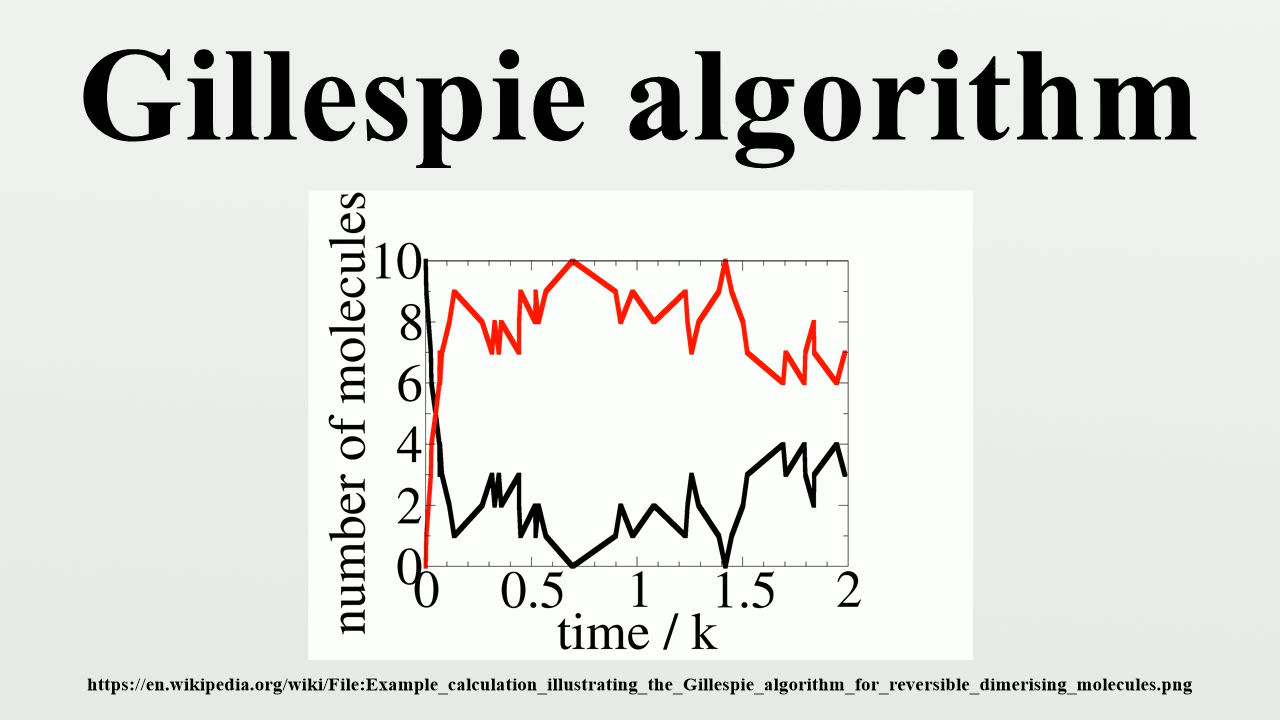 Gillespie algorithm
number of molecules
10
8
6
4
2
0
0 0.5 1 1.5 2
time / k
https://en.wikipedia.org/wiki/File:Example_calculation_illustrating_the_Gillespie_algorithm_for_reversible_dimerising_molecules.png